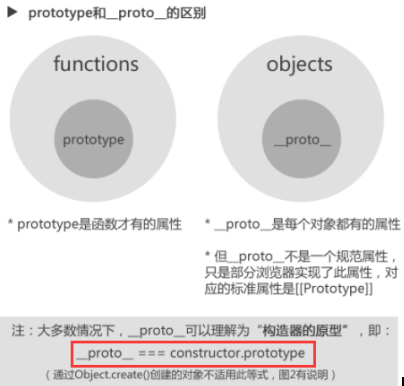 ▶ prototype和__proto__的区别
functions
objects
prototype
__proto__
* prototype是函数才有的属性
* __proto__是每个对象都有的属性
* 但__proto__不是一个规范属性，
只是部分浏览器实现了此属性，对
应的标准属性是[[Prototype]]
注：大多数情况下，__proto__可以理解为“构造器的原型”，即：
__proto__ === constructor.prototype
（通过Object.create()创建的对象不适用此等式，图2有说明）